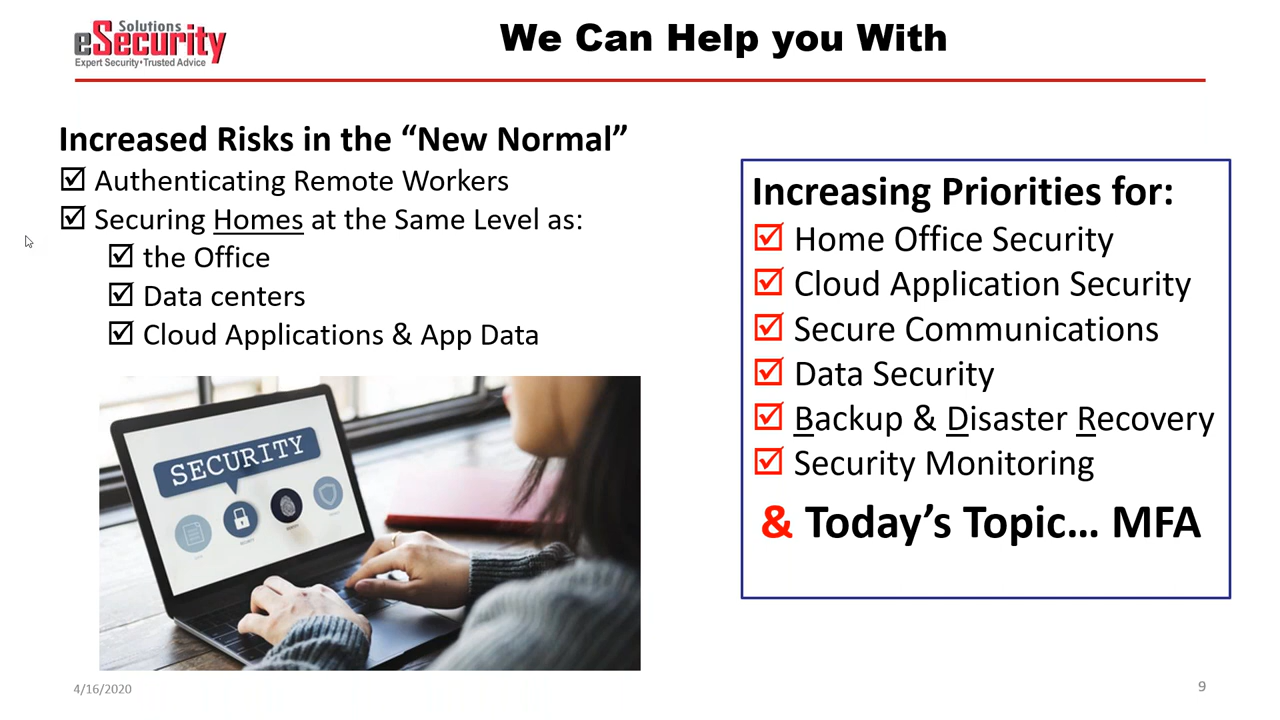 Solutions
eSecurity
Expert Security•Trusted Advice
We Can Help you With
Increased Risks in the “New Normal”
☑ Authenticating Remote Workers
☑ Securing Homes at the Same Level as:
☑ the Office
☑ Data centers
☑ Cloud Applications & App Data
SECURITY
Increasing Priorities for:
☑ Home Office Security
☑ Cloud Application Security
☑ Secure Communications
☑ Data Security
☑ Backup & Disaster Recovery
☑ Security Monitoring
& Today’s Topic... MFA
4/16/2020
9